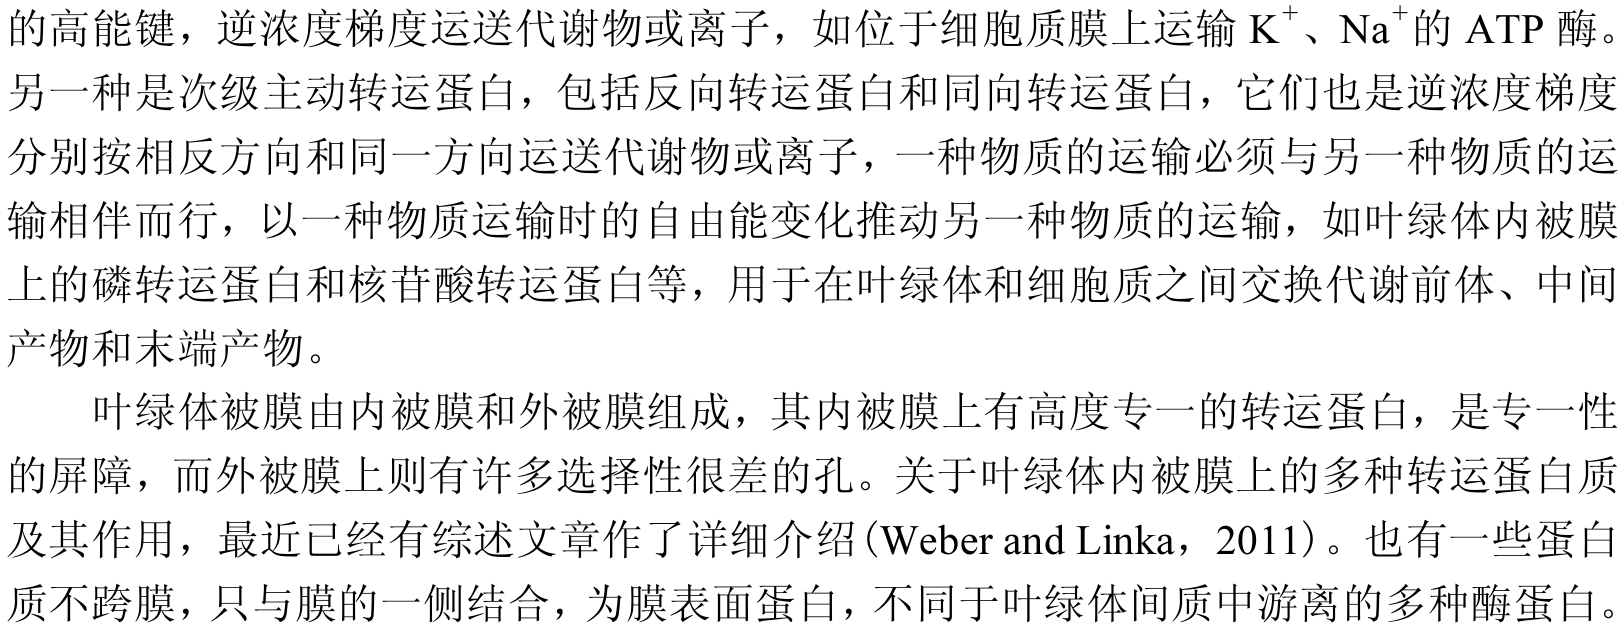 的高能键，逆浓度梯度运送代谢物或离子，如位于细胞质膜上运输 K⁺、Na⁺的 ATP 酶。
另一种是次级主动转运蛋白，包括反向转运蛋白和同向转运蛋白，它们也是逆浓度梯度
分别按相反方向和同一方向运送代谢物或离子，一种物质的运输必须与另一种物质的运
输相伴而行，以一种物质运输时的自由能变化推动另一种物质的运输，如叶绿体内被膜
上的磷转运蛋白和核苷酸转运蛋白等，用于在叶绿体和细胞质之间交换代谢前体、中间
产物和末端产物。
叶绿体被膜由内被膜和外被膜组成，其内被膜上有高度专一的转运蛋白，是专一性
的屏障，而外被膜上则有许多选择性很差的孔。关于叶绿体内被膜上的多种转运蛋白质
及其作用，最近已经有综述文章作了详细介绍(Weber and Linka，2011)。也有一些蛋白
质不跨膜，只与膜的一侧结合，为膜表面蛋白，不同于叶绿体间质中游离的多种酶蛋白。